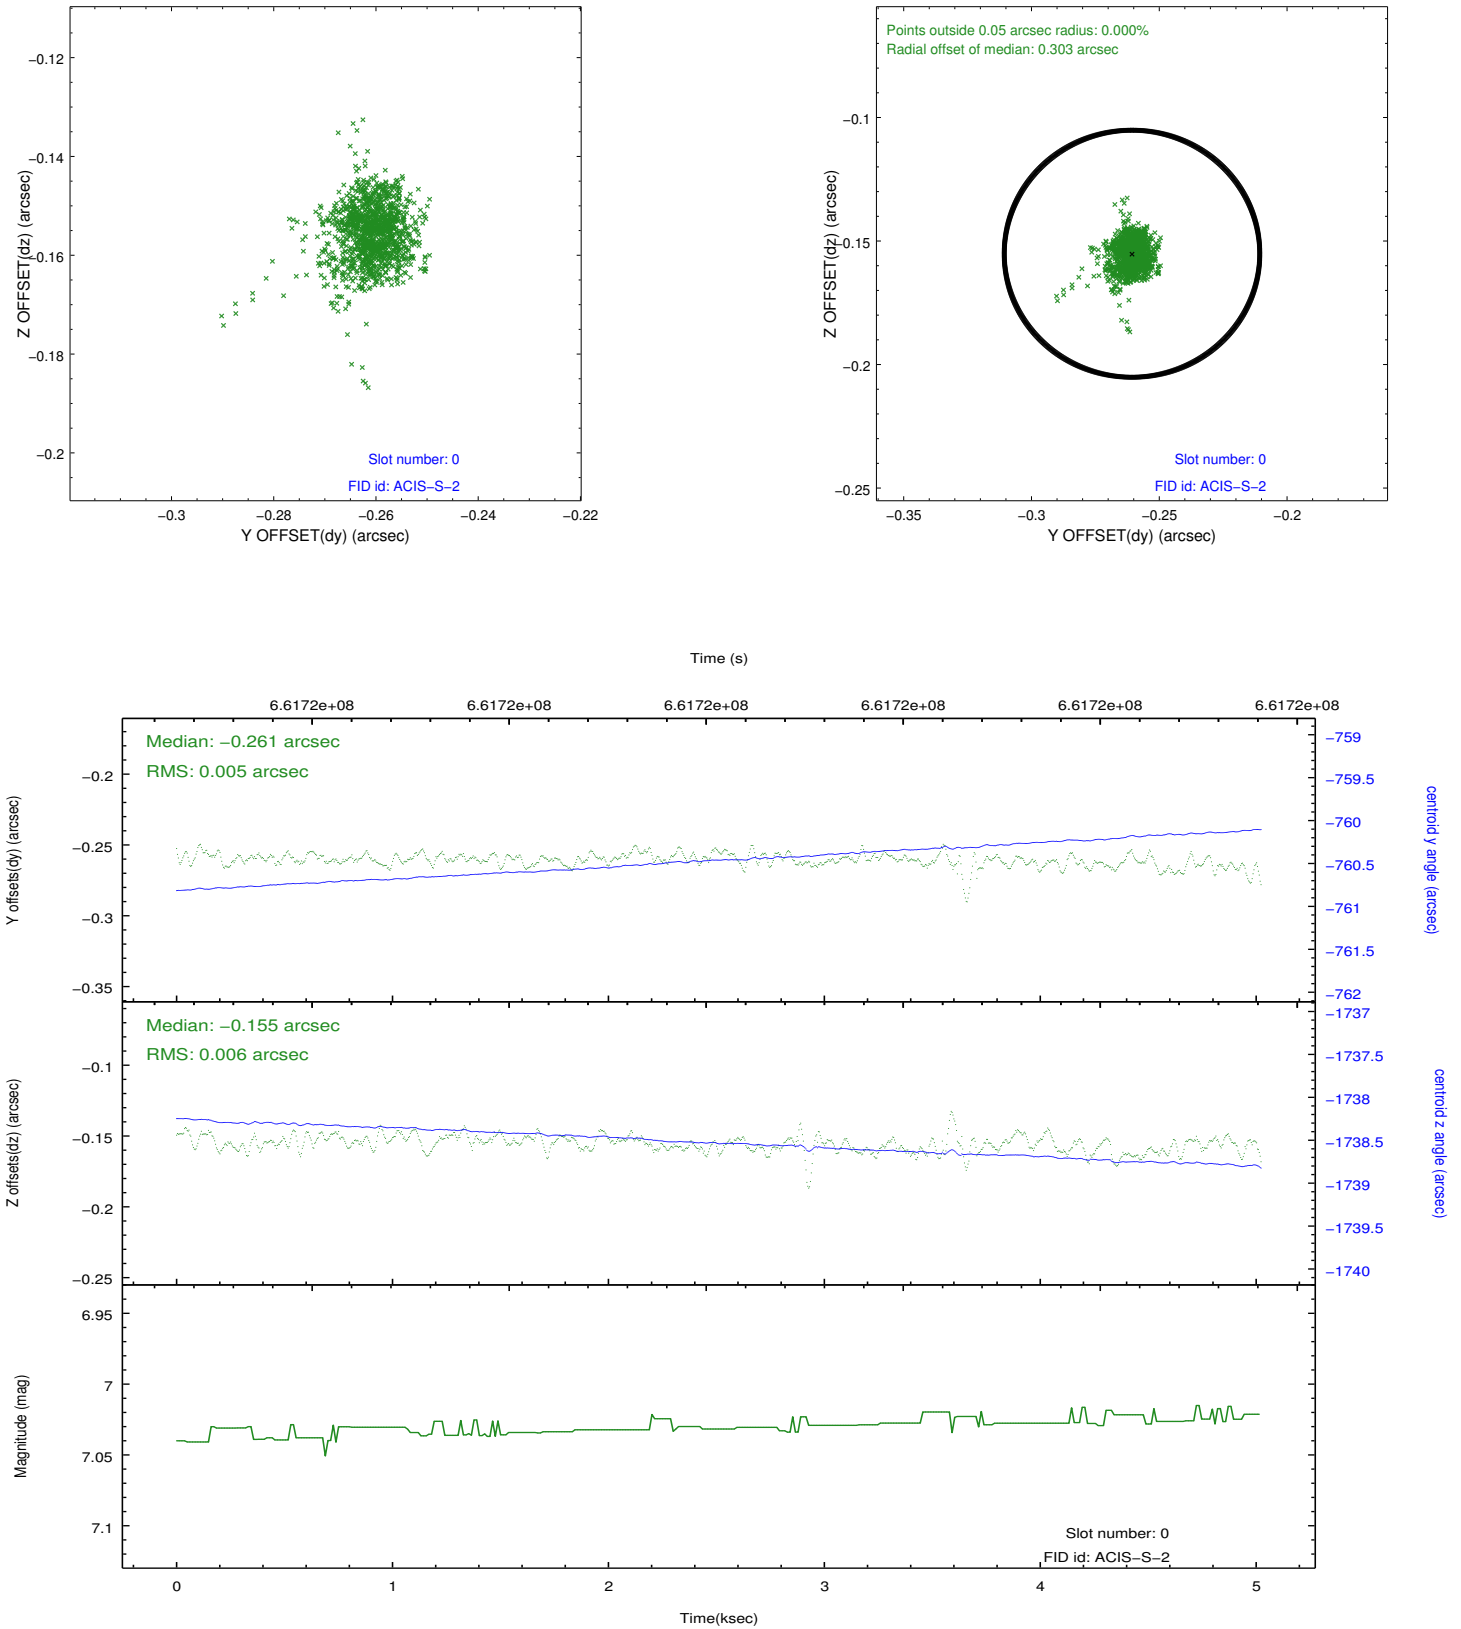 −0.12
−0.14
−0.16
−0.18
−0.2
Z OFFSET(dz) (arcsec)
Slot number: 0
FID id: ACIS−S−2
−0.3
−0.28
−0.26
−0.24
−0.22
Y OFFSET(dy) (arcsec)
Points outside 0.05 arcsec radius: 0.000%
Radial offset of median: 0.303 arcsec
−0.1
−0.15
−0.2
−0.25
Z OFFSET(dz) (arcsec)
Slot number: 0
FID id: ACIS−S−2
−0.35
−0.3
−0.25
−0.2
Y OFFSET(dy) (arcsec)
Time (s)
6.6172e+08
6.6172e+08
6.6172e+08
6.6172e+08
6.6172e+08
6.6172e+08
Median: −0.261 arcsec
RMS: 0.005 arcsec
−0.2
−0.25
−0.3
−0.35
Y offsets(dy) (arcsec)
−759
−759.5
−760
−760.5
−761
−761.5
−762
centroid y angle (arcsec)
Median: −0.155 arcsec
RMS: 0.006 arcsec
−0.1
−0.15
−0.2
−0.25
Z offsets(dz) (arcsec)
−1737
−1737.5
−1738
−1738.5
−1739
−1739.5
−1740
centroid z angle (arcsec)
6.95
7
7.05
7.1
Magnitude (mag)
Slot number: 0
FID id: ACIS−S−2
0
1
2
3
4
5
Time(ksec)